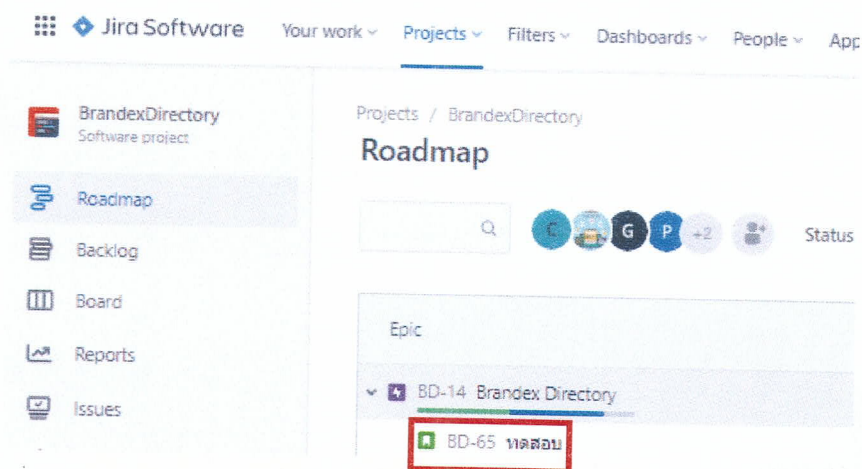 Jira Software Your work Projects Filters Dashboards People App
BrandexDirectory
Software project
Roadmap
Backlog
Board
Reports
Issues
Projects / BrandexDirectory
Roadmap
C G P +2 Status
Epic
BD-14 Brandex Directory
BD-65 ทดสอบ